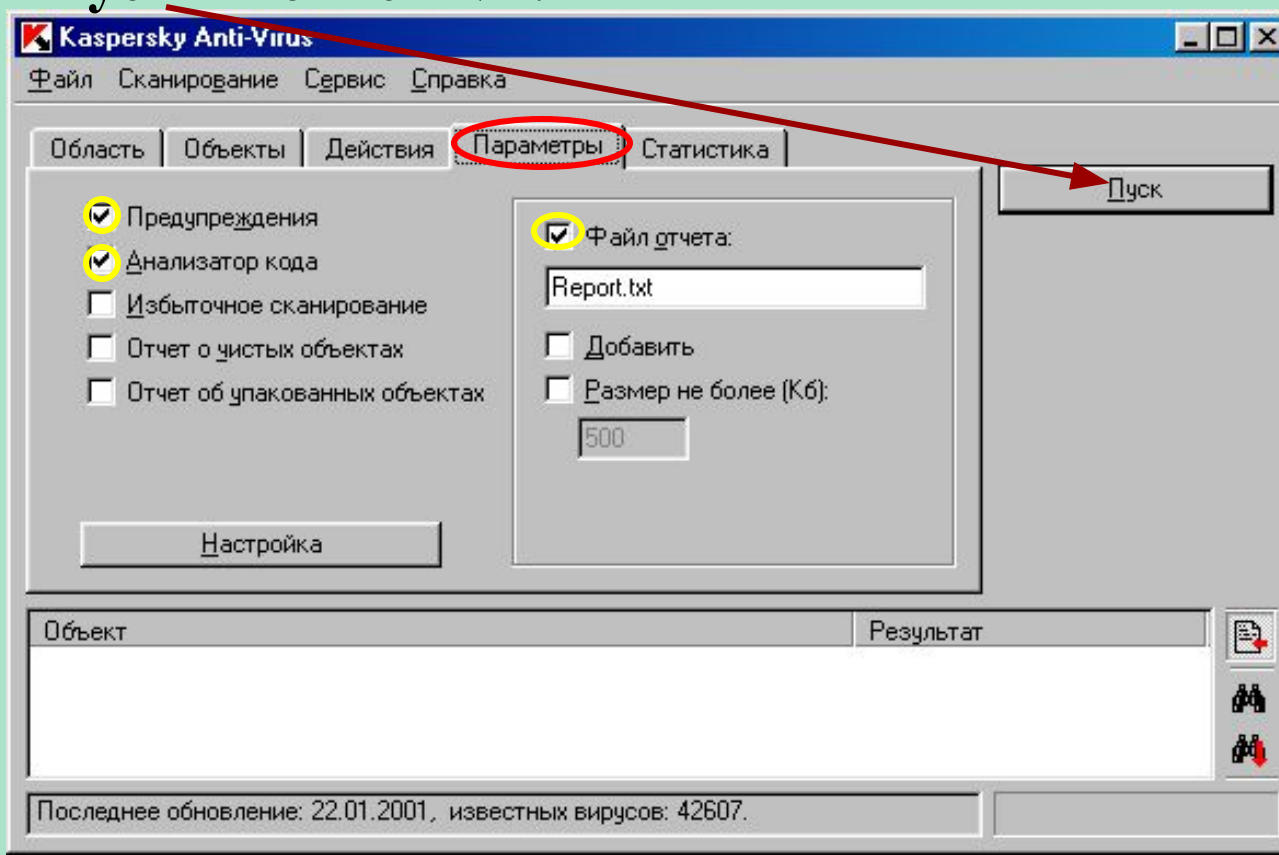 Kaspersky Anti-Virus
Файл Сканирование Сервис Справка
Область Объекты Действия Параметры Статистика
Пуск
Предупреждения
Анализатор кода
Избыточное сканирование
Отчет о чистых объектах
Отчет об упакованных объектах
Файл отчета:
Report.txt
Добавить
Размер не более (Кб):
500
Настройка
Объект Результат
Последнее обновление: 22.01.2001, известных вирусов: 42607.